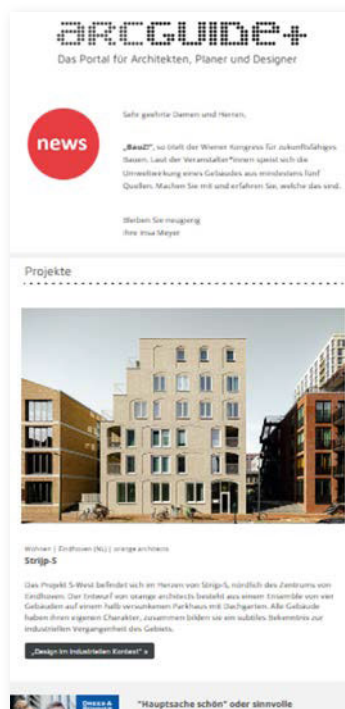 arcguide+
Das Portal für Architekten, Planer und Designer
news
Sehr geehrte Damen und Herren,
„BauZ!", so titelt der Wiener Kongress für zukunftsfähiges
Bauen. Laut der Veranstalter*innen speist sich die
Umweltwirkung eines Gebäudes aus mindestens fünf
Quellen. Machen Sie mit und erfahren Sie, welche das sind.
Bleiben Sie neugierig
Ihre Insa Meyer
Projekte
Wohnen | Eindhoven (NL) | orange architects
Strijp-S
Das Projekt S-West befindet sich im Herzen von Strijp-S, nördlich des Zentrums von
Eindhoven. Der Entwurf von orange architects besteht aus einem Ensemble von vier
Gebäuden auf einem halb versunkenen Parkhaus mit Dachgarten. Alle Gebäude
haben ihren eigenen Charakter, zusammen bilden sie ein subtiles Bekenntnis zur
industriellen Vergangenheit des Gebiets.
„Design im industriellen Kontext" »
"Hauptsache schön" oder sinnvolle